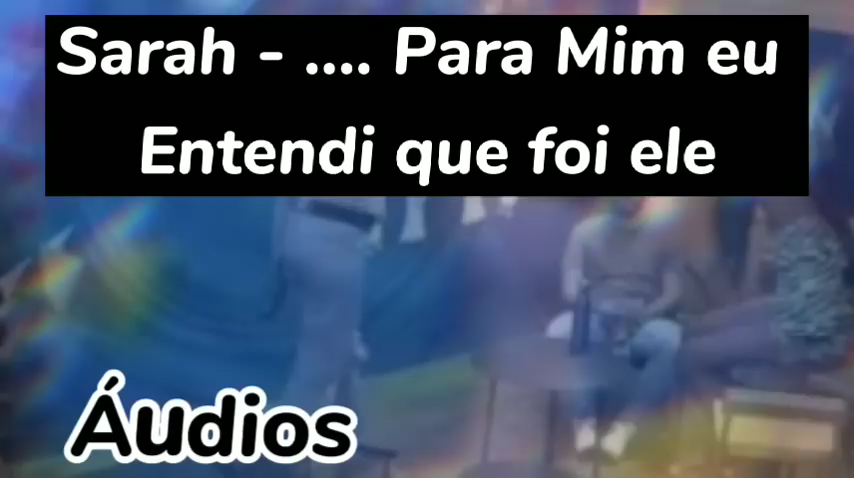 Sarah - .... Para Mim eu
Entendi que foi ele
Áudios